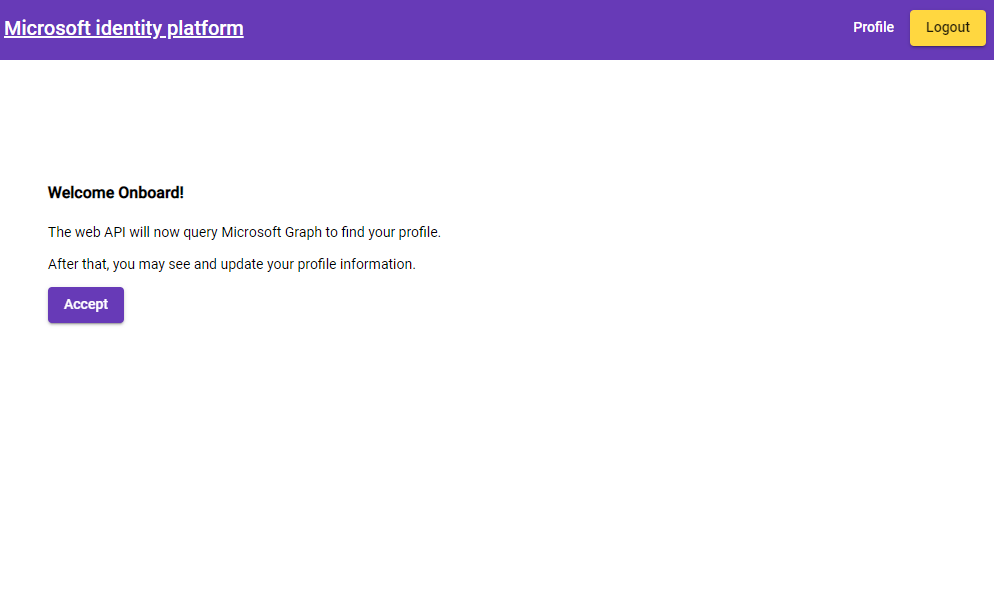 Microsoft identity platform
Profile
Logout
Welcome Onboard!
The web API will now query Microsoft Graph to find your profile.
After that, you may see and update your profile information.
Accept